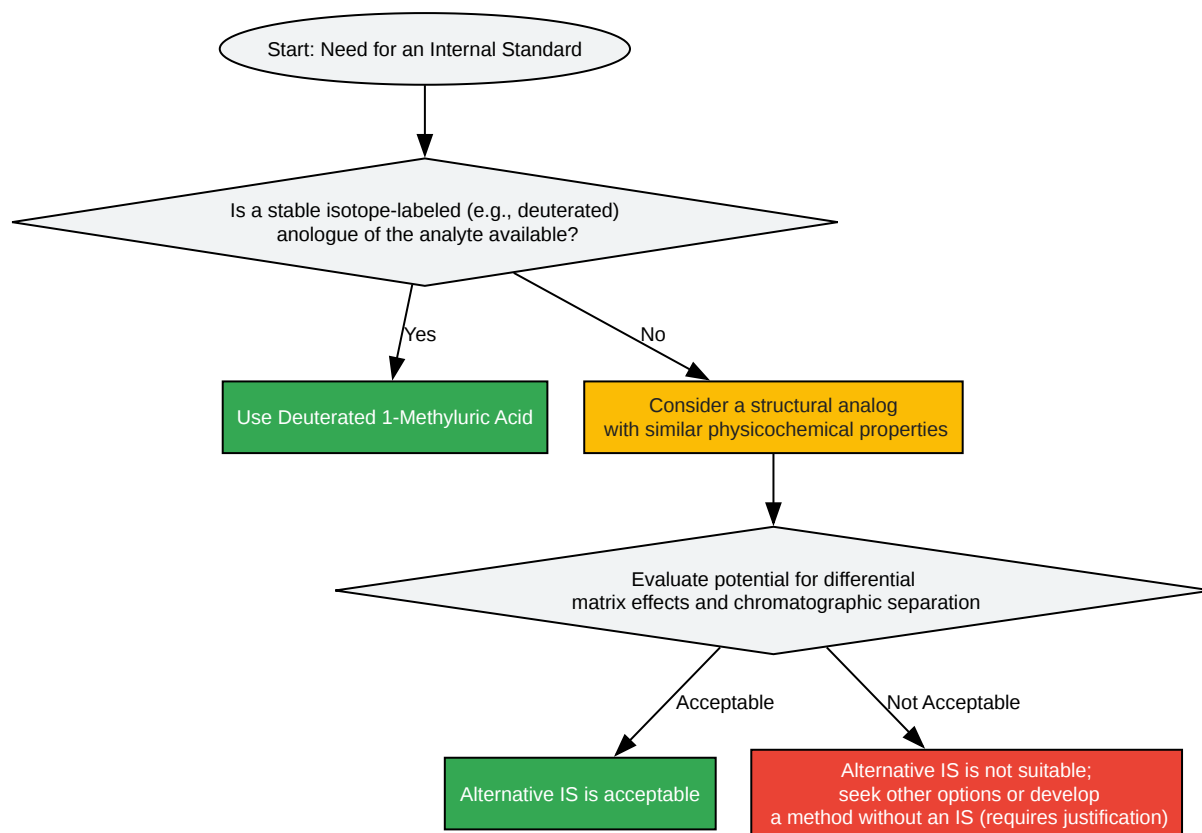 Start: Need for an Internal Standard
Is a stable isotope-labeled (e.g., deuterated)
anologue of the analyte available?
Yes
No
Use Deuterated 1-Methyluric Acid
Consider a structural analog
with similar physicochemical properties
Evaluate potential for differential
matrix effects and chromatographic separation
Acceptable
Not Acceptable
Alternative IS is acceptable
Alternative IS is not suitable;
seek other options or develop
a method without an IS (requires justification)